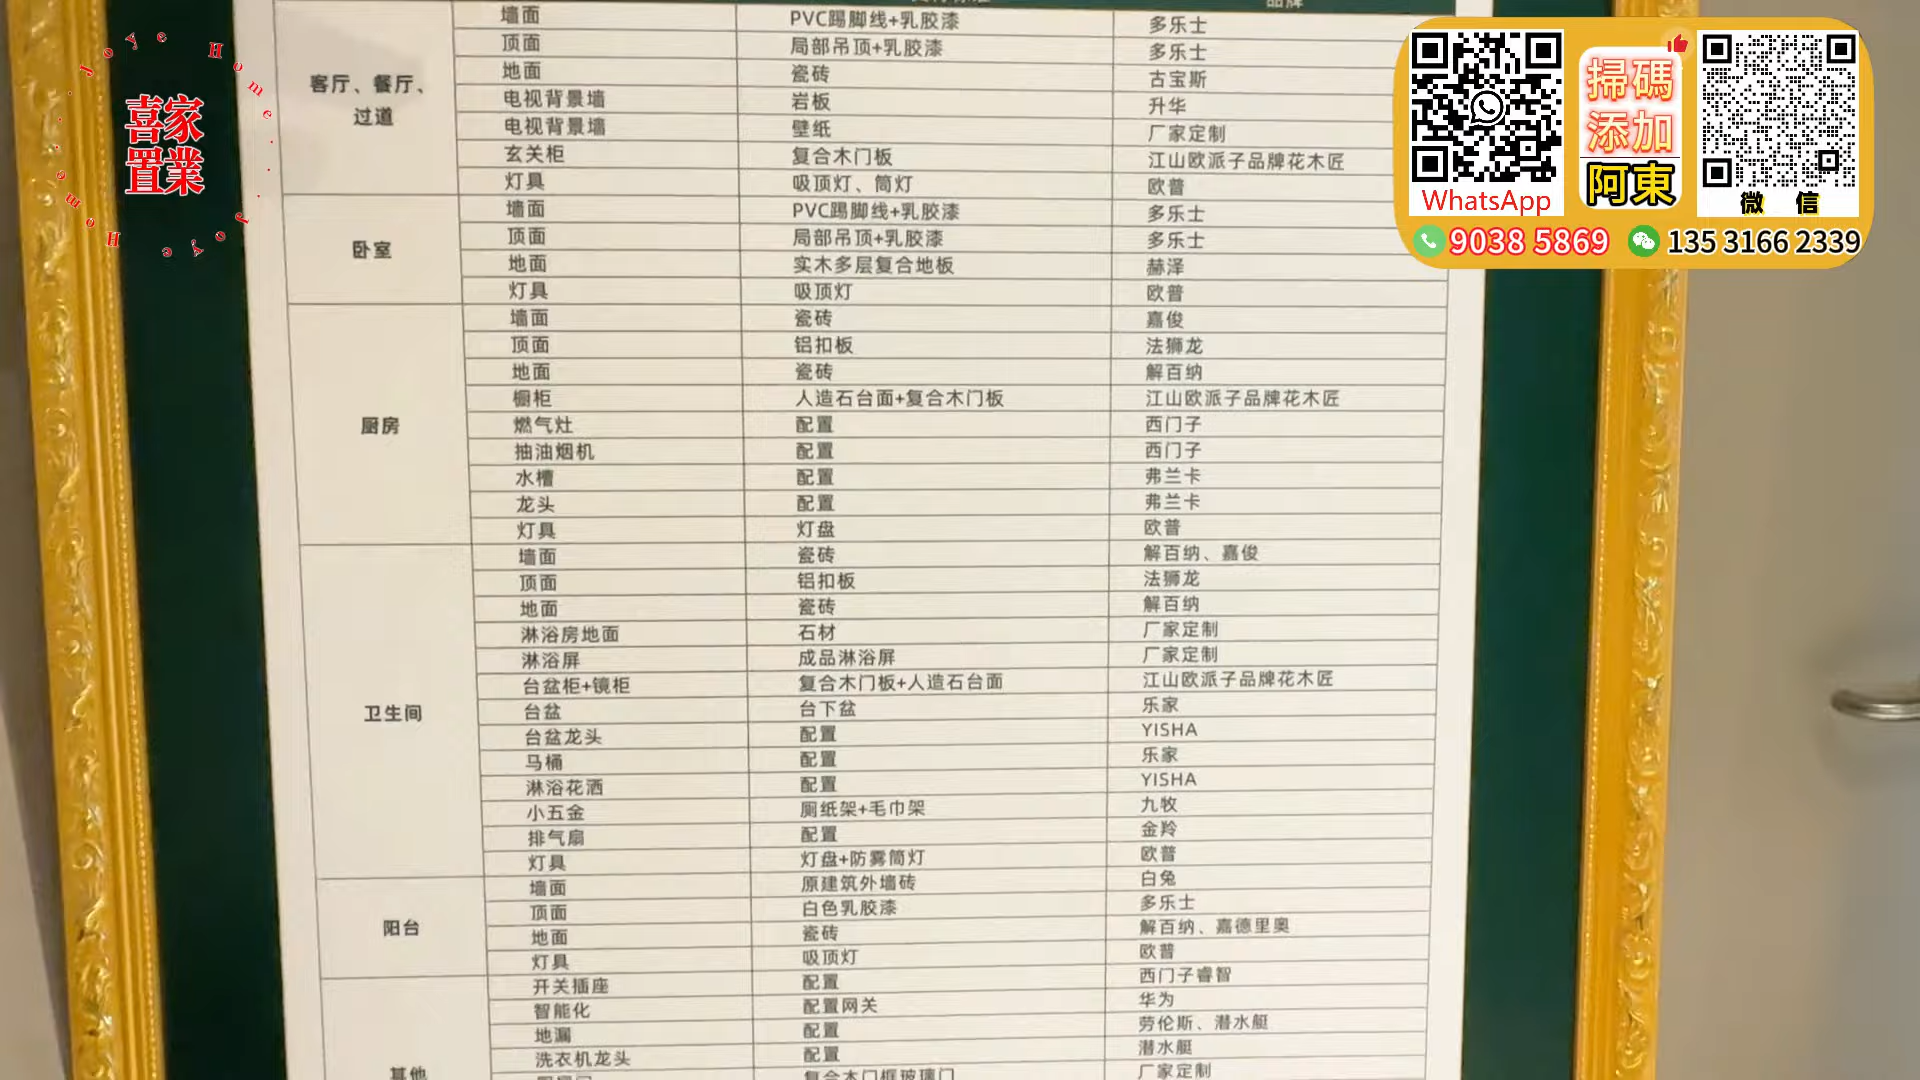 品牌
客厅、餐厅、
过道
墙面 PVC踢脚线+乳胶漆 多乐士
顶面 局部吊顶+乳胶漆 多乐士
地面 瓷砖 古宝斯
电视背景墙 岩板 升华
电视背景墙 壁纸 厂家定制
玄关柜 复合木门板 江山欧派子品牌花木匠
灯具 吸顶灯、筒灯 欧普
卧室
墙面 PVC踢脚线+乳胶漆 多乐士
顶面 局部吊顶+乳胶漆 多乐士
地面 实木多层复合地板 赫泽
灯具 吸顶灯 欧普
厨房
墙面 瓷砖 嘉俊
顶面 铝扣板 法狮龙
地面 瓷砖 解百纳
橱柜 人造石台面+复合木门板 江山欧派子品牌花木匠
燃气灶 配置 西门子
抽油烟机 配置 西门子
水槽 配置 弗兰卡
龙头 配置 弗兰卡
灯具 灯盘 欧普
卫生间
墙面 瓷砖 解百纳、嘉俊
顶面 铝扣板 法狮龙
地面 瓷砖 解百纳
淋浴房地面 石材 厂家定制
淋浴屏 成品淋浴屏 厂家定制
台盆柜+镜柜 复合木门板+人造石台面 江山欧派子品牌花木匠
台盆 台下盆 乐家
台盆龙头 配置 YISHA
马桶 配置 乐家
淋浴花洒 配置 YISHA
小五金 厕纸架+毛巾架 九牧
排气扇 配置 金羚
灯具 灯盘+防雾筒灯 欧普
阳台
墙面 原建筑外墙砖 白兔
顶面 白色乳胶漆 多乐士
地面 瓷砖 解百纳、嘉德里奥
灯具 吸顶灯 欧普
其他
开关插座 配置 西门子睿智
智能化 配置网关 华为
地漏 配置 劳伦斯、潜水艇
洗衣机龙头 配置 潜水艇
复合木门框玻璃门 厂家定制
Joye Home
喜家
置業
Joye Home
掃碼
添加
阿東
WhatsApp
微 信
9038 5869
135 3166 2339